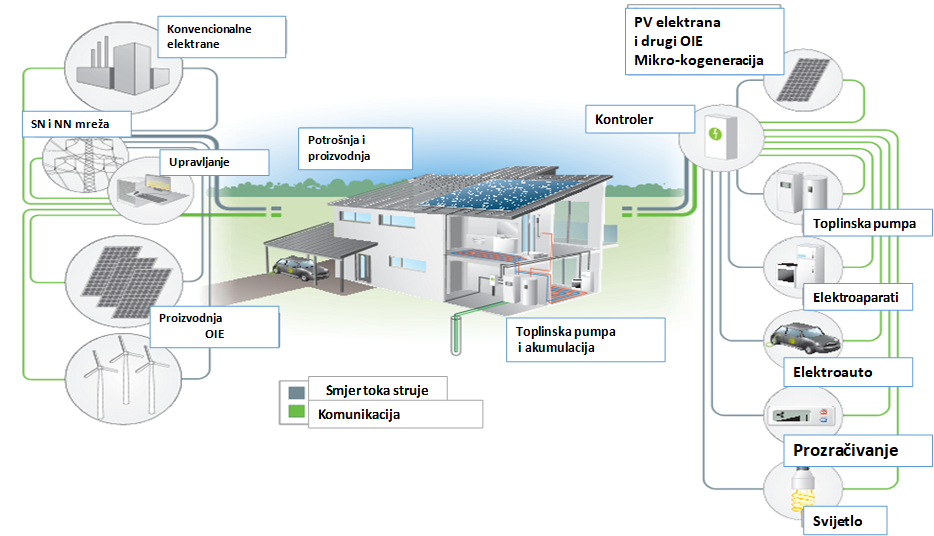 Konvencionalne
elektrane
SN i NN mreža
Upravljanje
Proizvodnja
OIE
Potrošnja i
proizvodnja
Toplinska pumpa
i akumulacija
Smjer toka struje
Komunikacija
PV elektrana
i drugi OIE
Mikro-kogeneracija
Kontroler
Toplinska pumpa
Elektroaparati
Elektroauto
Prozračivanje
Svijetlo